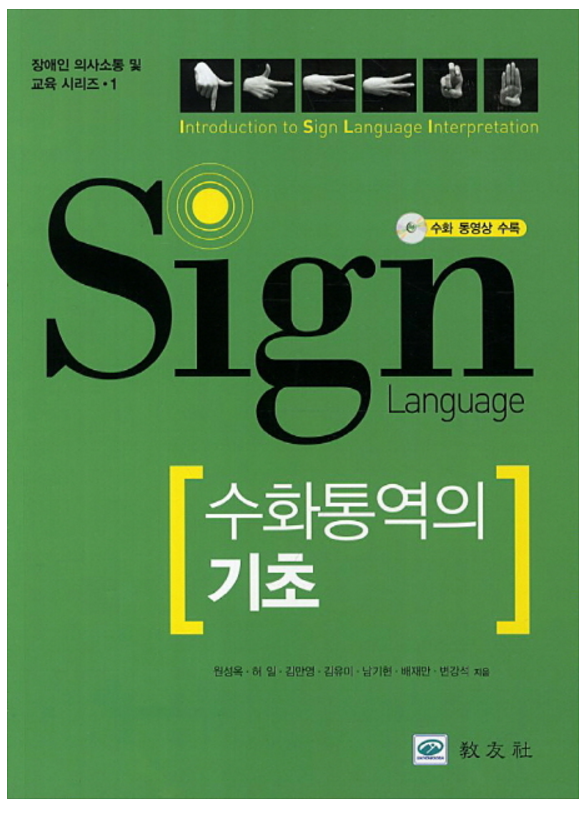 장애인 의사소통 및
교육 시리즈 • 1
Introduction to Sign Language Interpretation
수화 동영상 수록
Sign
Language
[수화통역의
기초]
원성옥 · 허 일 · 김만영 · 김유미 · 남기현 · 배재만 · 변강석 지음
敎友社